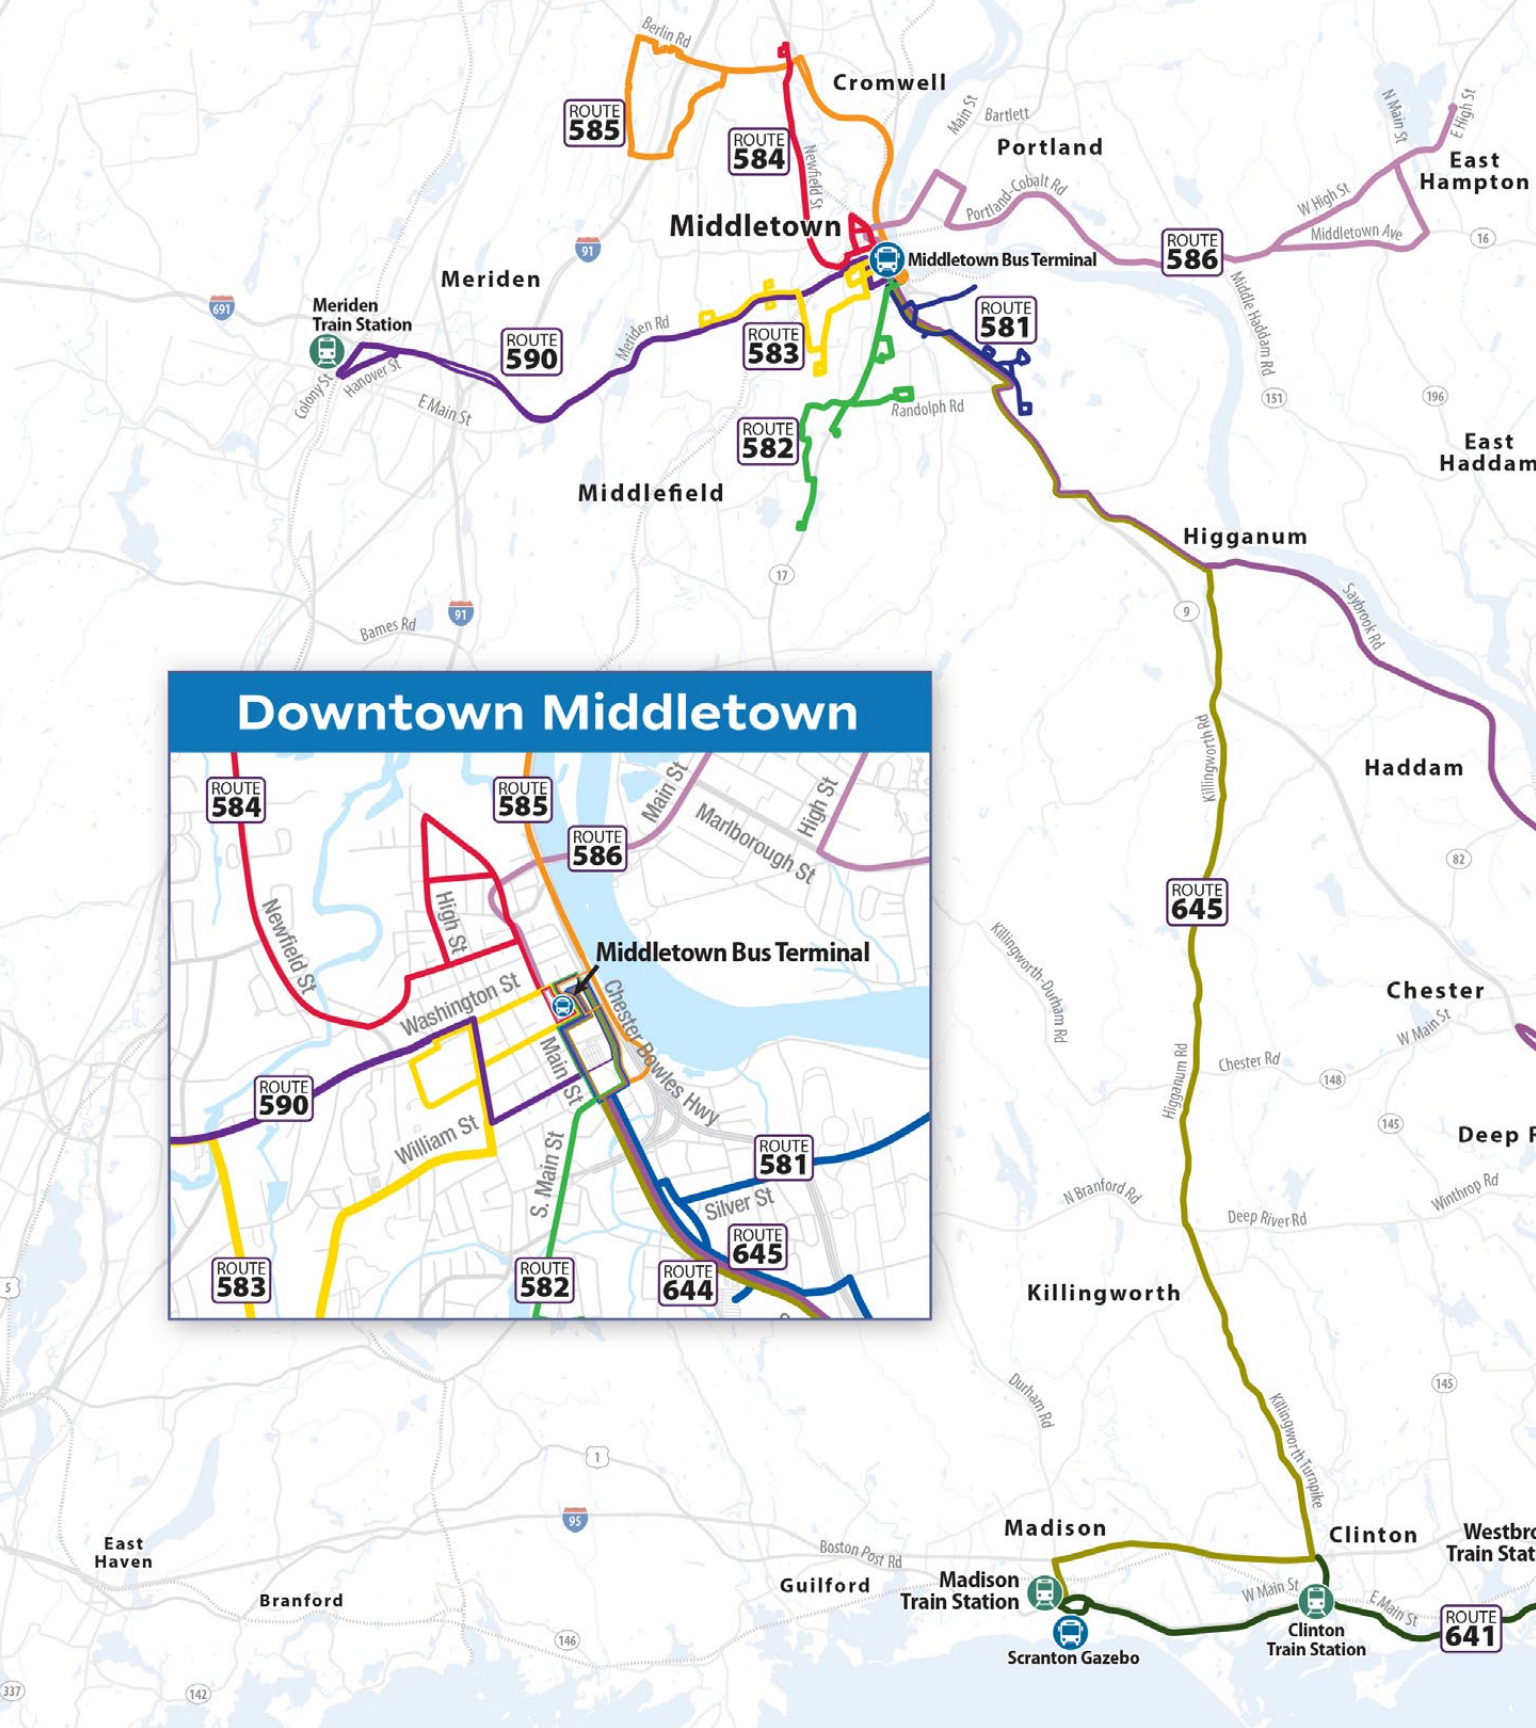 Berlin Rd
Cromwell
ROUTE
585
ROUTE
584
Newfield St
Main St
Bartlett
Portland
N Main St
E High St
East
Hampton
Portland-Cobalt Rd
W High St
Middletown Ave
16
ROUTE
586
Middletown
Middletown Bus Terminal
91
Meriden
691
Meriden
Train Station
ROUTE
590
Meriden Rd
Colony St
Hanover St
E Main St
ROUTE
583
ROUTE
581
Middle Haddam Rd
151
196
Randolph Rd
ROUTE
582
East
Haddam
Middlefield
Higganum
17
9
91
Barnes Rd
Saybrook Rd
Killingworth Rd
Haddam
82
ROUTE
645
Killingworth-Durham Rd
Chester
W Main St
Higganum Rd
Chester Rd
148
145
Deep R
N Branford Rd
Deep River Rd
Winthrop Rd
5
Killingworth
Durham Rd
145
Killingworth Turnpike
1
95
East
Haven
Branford
Boston Post Rd
Guilford
Madison
Clinton
Westbro
Train Stat
Madison
Train Station
W Main St
E Main St
ROUTE
641
Scranton Gazebo
Clinton
Train Station
146
337
142
Downtown Middletown
ROUTE
584
ROUTE
585
ROUTE
586
Main St
High St
Marlborough St
Newfield St
High St
Middletown Bus Terminal
Washington St
Chester Bowles Hwy
Main St
ROUTE
590
William St
S. Main St
ROUTE
581
Silver St
ROUTE
645
ROUTE
583
ROUTE
582
ROUTE
644